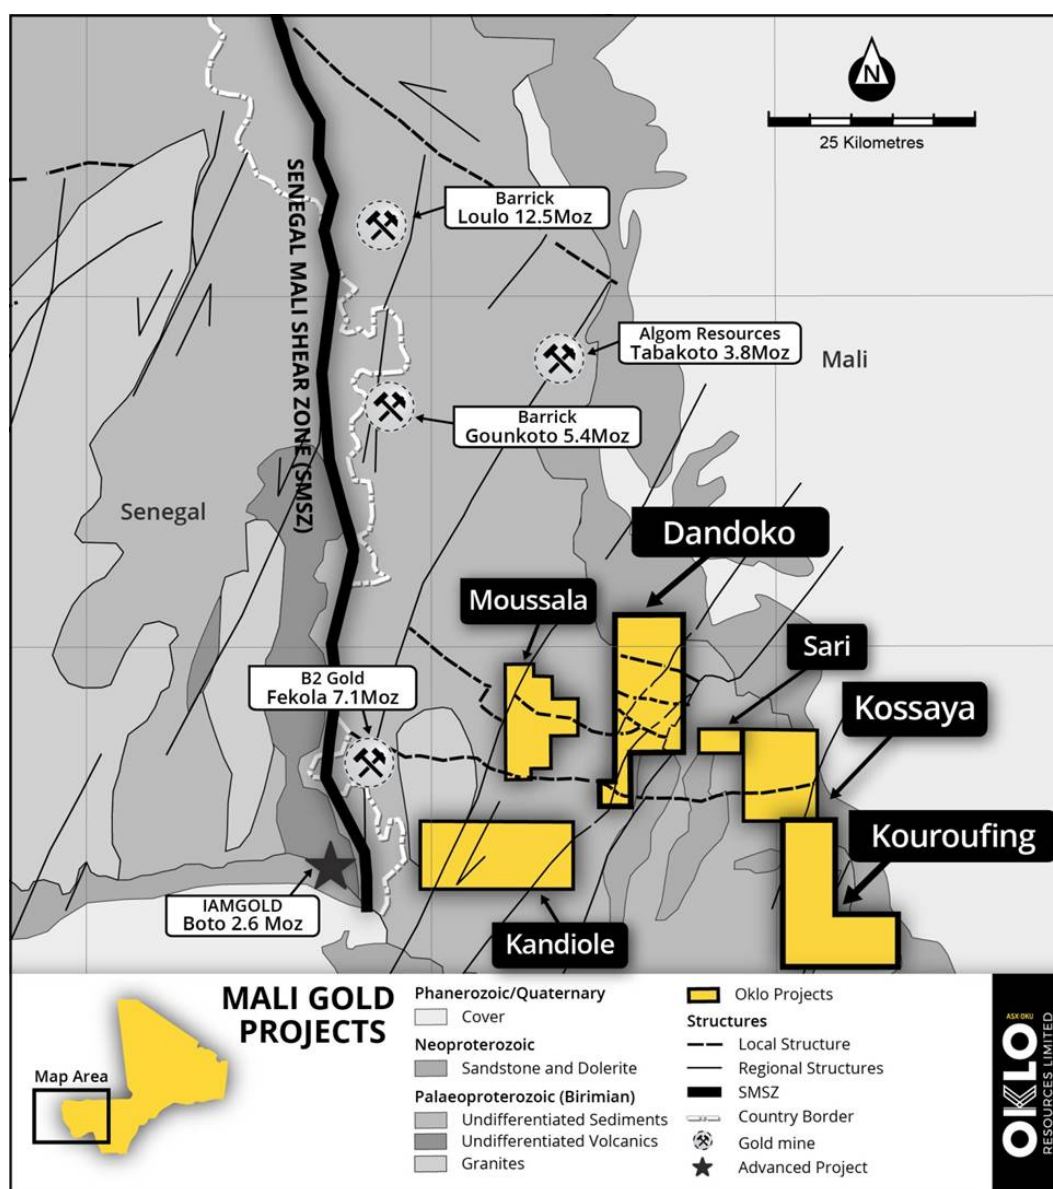 N
25 Kilometres
SENEGAL MALI SHEAR ZONE (SMSZ)
Barrick
Loulo 12.5Moz
Algom Resources
Tabakoto 3.8Moz
Mali
Barrick
Gounkoto 5.4Moz
Senegal
Dandoko
Moussala
Sari
B2 Gold
Fekola 7.1Moz
Kossaya
Kouroufing
IAMGOLD
Boto 2.6 Moz
Kandiole
MALI GOLD
PROJECTS
Map Area
Phanerozoic/Quaternary
Cover
Neoproterozoic
Sandstone and Dolerite
Palaeoproterozoic (Birimian)
Undifferentiated Sediments
Undifferentiated Volcanics
Granites
Oklo Projects
Structures
Local Structure
Regional Structures
SMSZ
Country Border
Gold mine
Advanced Project
ASX:OKU
OKLO
RESOURCES LIMITED